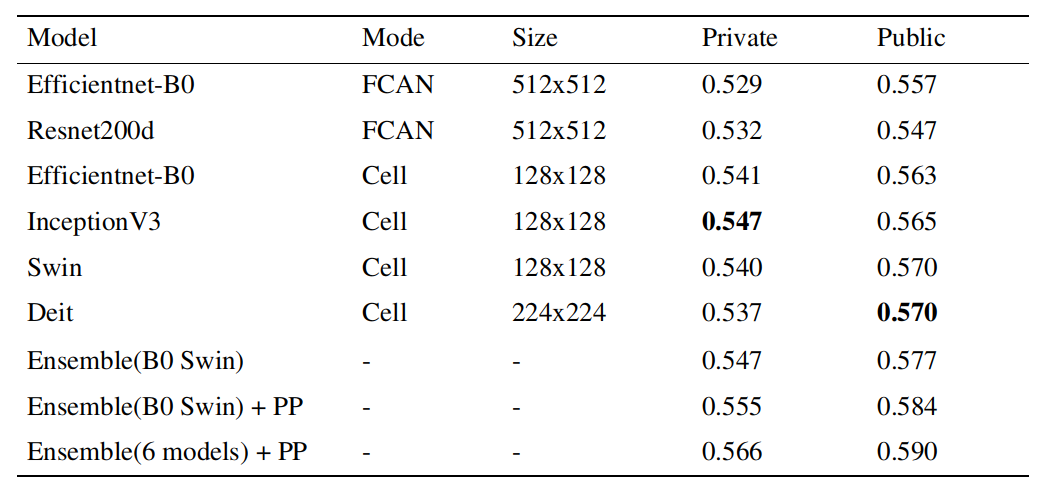 Model Mode Size Private Public
Efficientnet-B0 FCAN 512x512 0.529 0.557
Resnet200d FCAN 512x512 0.532 0.547
Efficientnet-B0 Cell 128x128 0.541 0.563
InceptionV3 Cell 128x128 0.547 0.565
Swin Cell 128x128 0.540 0.570
Deit Cell 224x224 0.537 0.570
Ensemble(B0 Swin) - - 0.547 0.577
Ensemble(B0 Swin) + PP - - 0.555 0.584
Ensemble(6 models) + PP - - 0.566 0.590